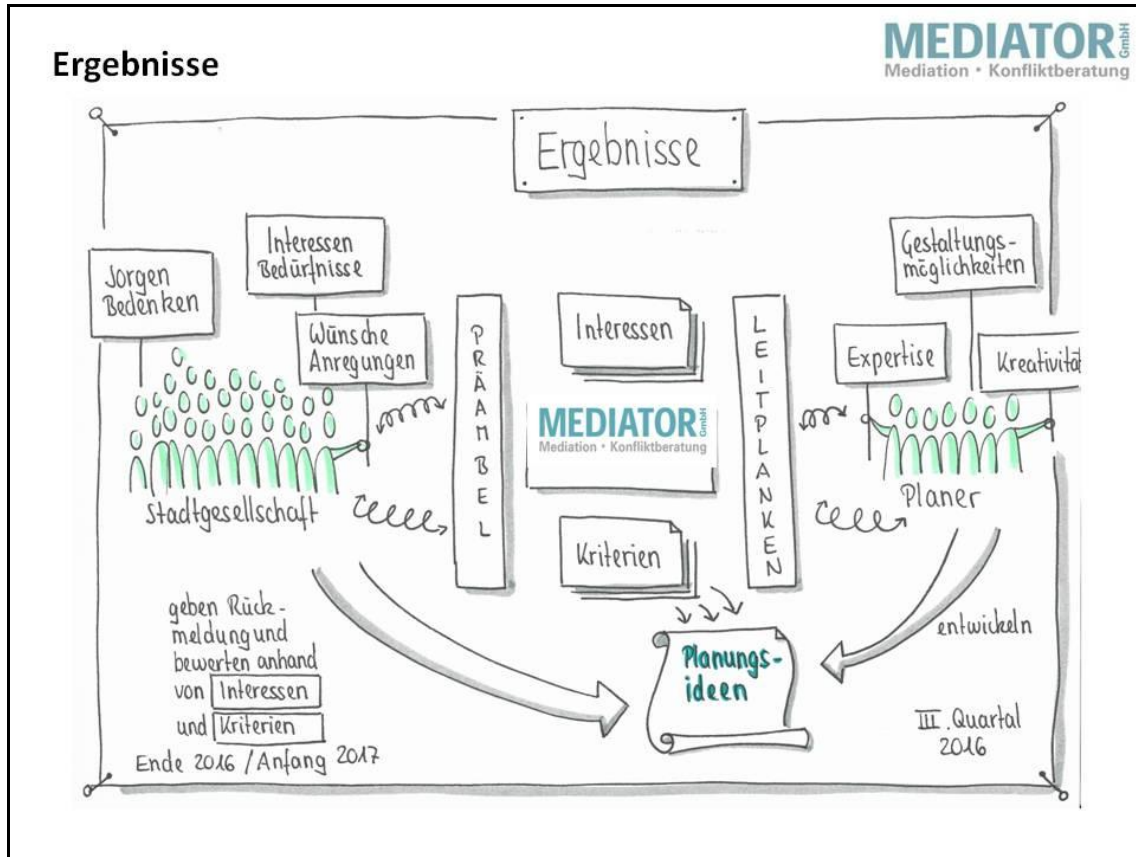 Ergebnisse
MEDIATOR GmbH
Mediation · Konfliktberatung
Ergebnisse
Jorgen
Bedenken
Interessen
Bedürfnisse
Wünsche
Anregungen
Stadtgesellschaft
PRÄAMBEL
Interessen
MEDIATOR GmbH
Mediation · Konfliktberatung
Kriterien
LEITPLANKEN
Gestaltungs-
möglichkeiten
Expertise
Kreativitä
Planer
geben Rück-
meldung und
bewerten anhand
von Interessen
und Kriterien
Ende 2016 / Anfang 2017
Planungs-
ideen
entwickeln
III. Quartal
2016